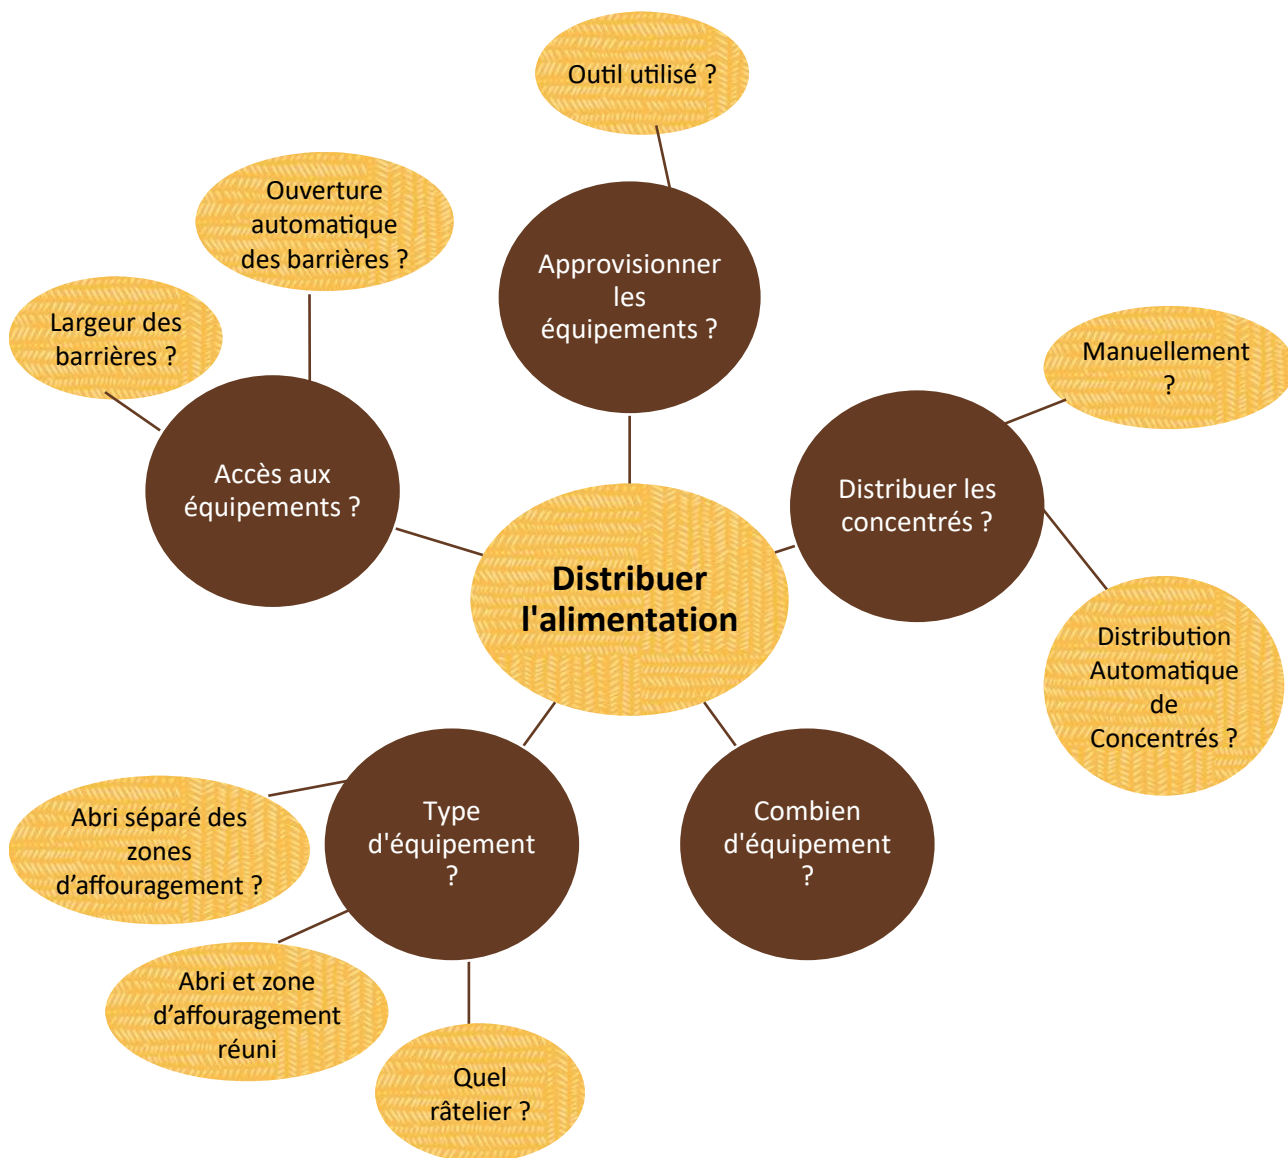 Outil utilisé ?
Ouverture
automatique
des barrières ?
Approvisionner
les
équipements ?
Largeur des
barrières ?
Manuellement
?
Accès aux
équipements ?
Distribuer les
concentrés ?
Distribuer
l'alimentation
Distribution
Automatique
de
Concentrés ?
Abri séparé des
zones
d’affouragement ?
Type
d'équipement
?
Combien
d'équipement
?
Abri et zone
d’affouragement
réuni
Quel
râtelier ?